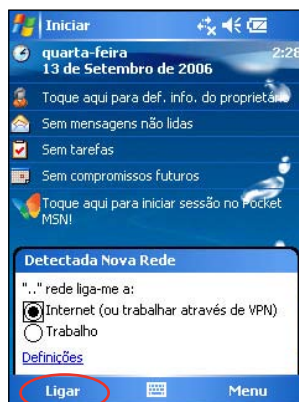 Iniciar
quarta-feira
2:28
13 de Setembro de 2006
Toque aqui para def. info. do proprietário
Sem mensagens não lidas
Sem tarefas
Sem compromissos futuros
Toque aqui para iniciar sessão no Pocket
MSN!
Detectada Nova Rede
".." rede liga-me a:
Internet (ou trabalhar através de VPN)
Trabalho
Definições
Ligar
Menu